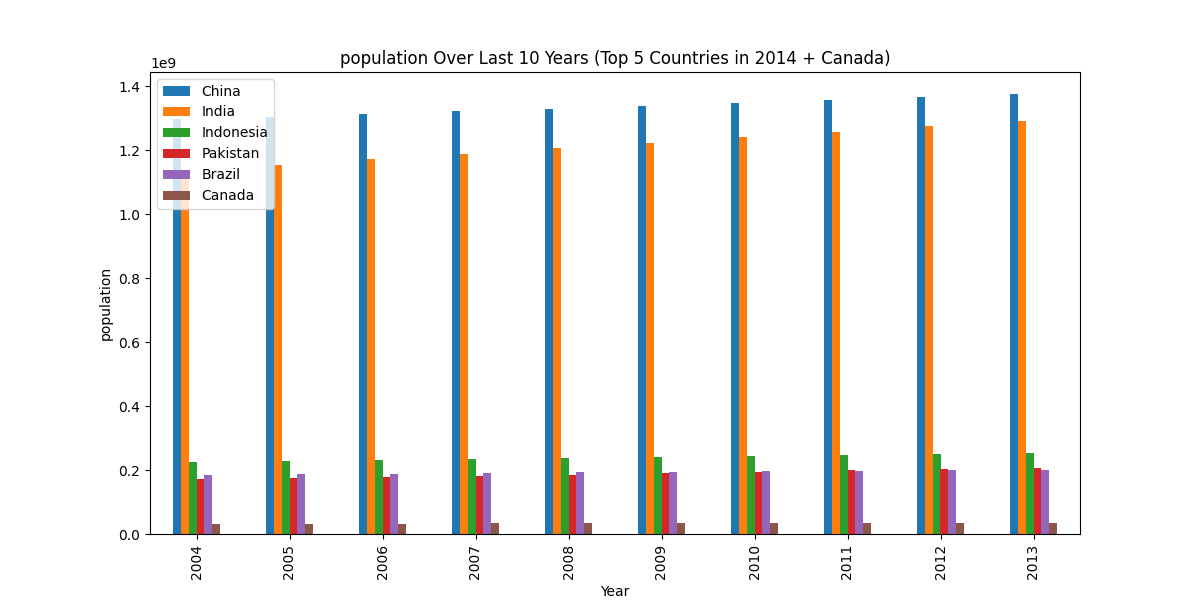 population Over Last 10 Years (Top 5 Countries in 2014 + Canada)
1e9
1.4
1.2
1.0
0.8
0.6
0.4
0.2
0.0
population
China
India
Indonesia
Pakistan
Brazil
Canada
2004
2005
2006
2007
2008
2009
2010
2011
2012
2013
Year